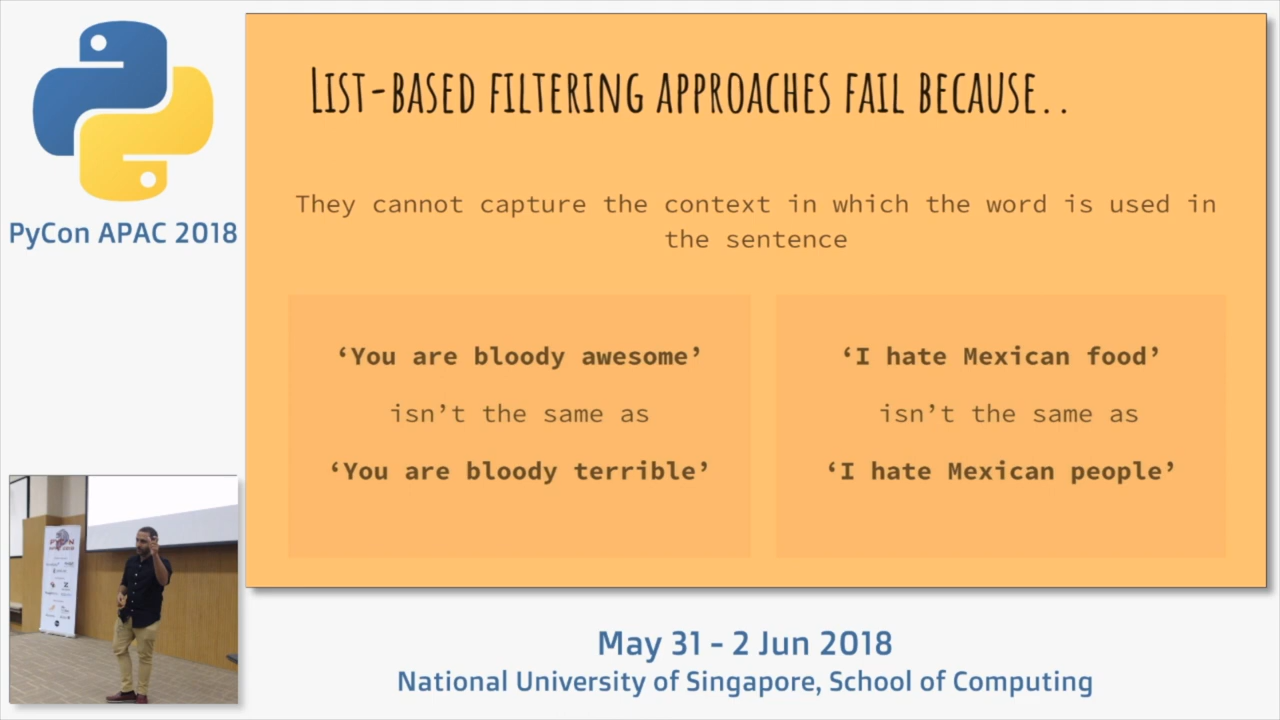 LIST-BASED FILTERING APPROACHES FAIL BECAUSE..
They cannot capture the context in which the word is used in
the sentence
‘You are bloody awesome’
isn’t the same as
‘You are bloody terrible’
‘I hate Mexican food’
isn’t the same as
‘I hate Mexican people’
PyCon APAC 2018
May 31 - 2 Jun 2018
National University of Singapore, School of Computing